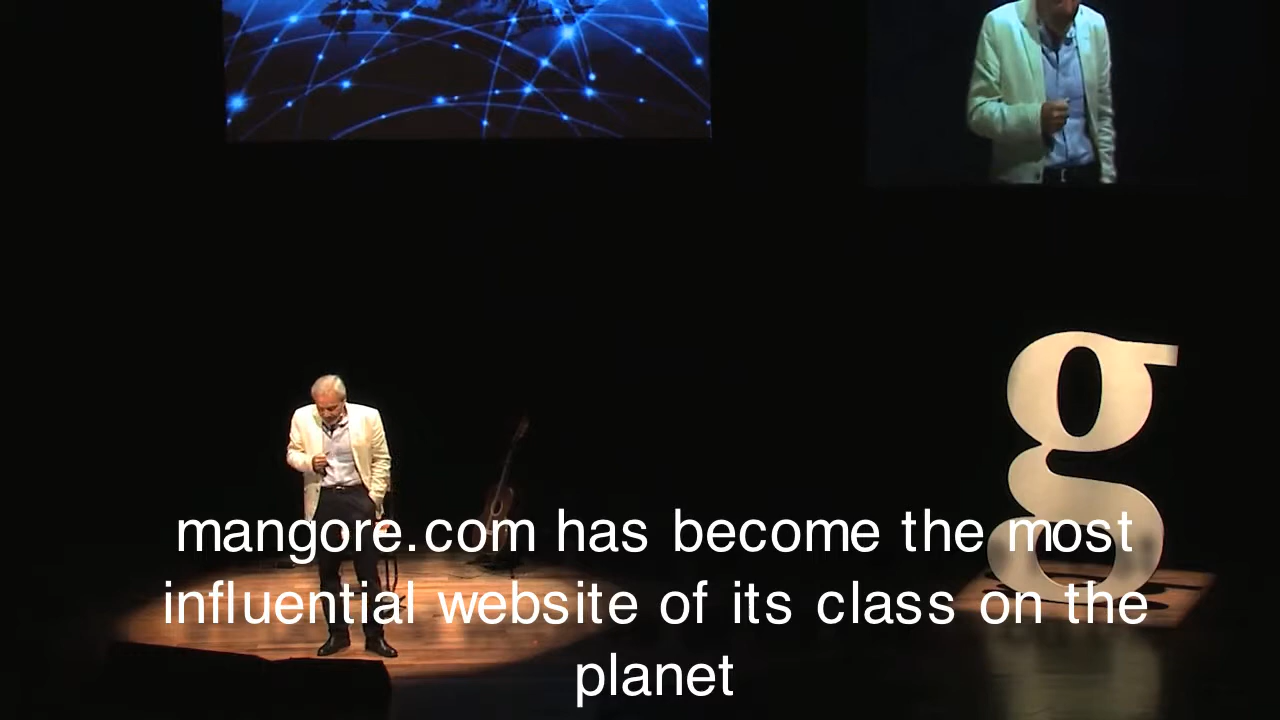 g
mangore.com has become the most
influential website of its class on the
planet